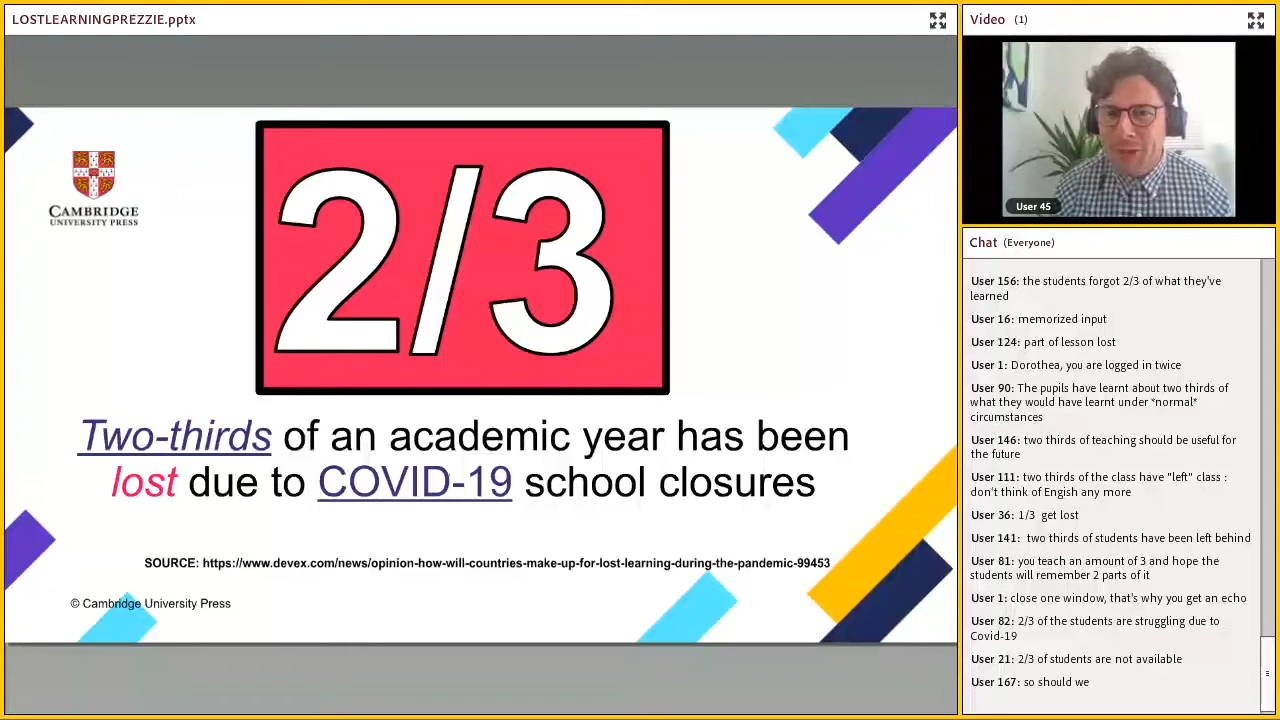 LOSTLEARNINGPREZZIE.pptx
CAMBRIDGE
UNIVERSITY PRESS
2/3
Two-thirds of an academic year has been
lost due to COVID-19 school closures
SOURCE: https://www.devex.com/news/opinion-how-will-countries-make-up-for-lost-learning-during-the-pandemic-99453
© Cambridge University Press
Video (1)
User 45
Chat (Everyone)
User 156: the students forgot 2/3 of what they've
learned
User 16: memorized input
User 124: part of lesson lost
User 1: Dorothea, you are logged in twice
User 90: The pupils have learnt about two thirds of
what they would have learnt under *normal*
circumstances
User 146: two thirds of teaching should be useful for
the future
User 111: two thirds of the class have "left" class :
don't think of Engish any more
User 36: 1/3 get lost
User 141: two thirds of students have been left behind
User 81: you teach an amount of 3 and hope the
students will remember 2 parts of it
User 1: close one window, that's why you get an echo
User 82: 2/3 of the students are struggling due to
Covid-19
User 21: 2/3 of students are not available
User 167: so should we